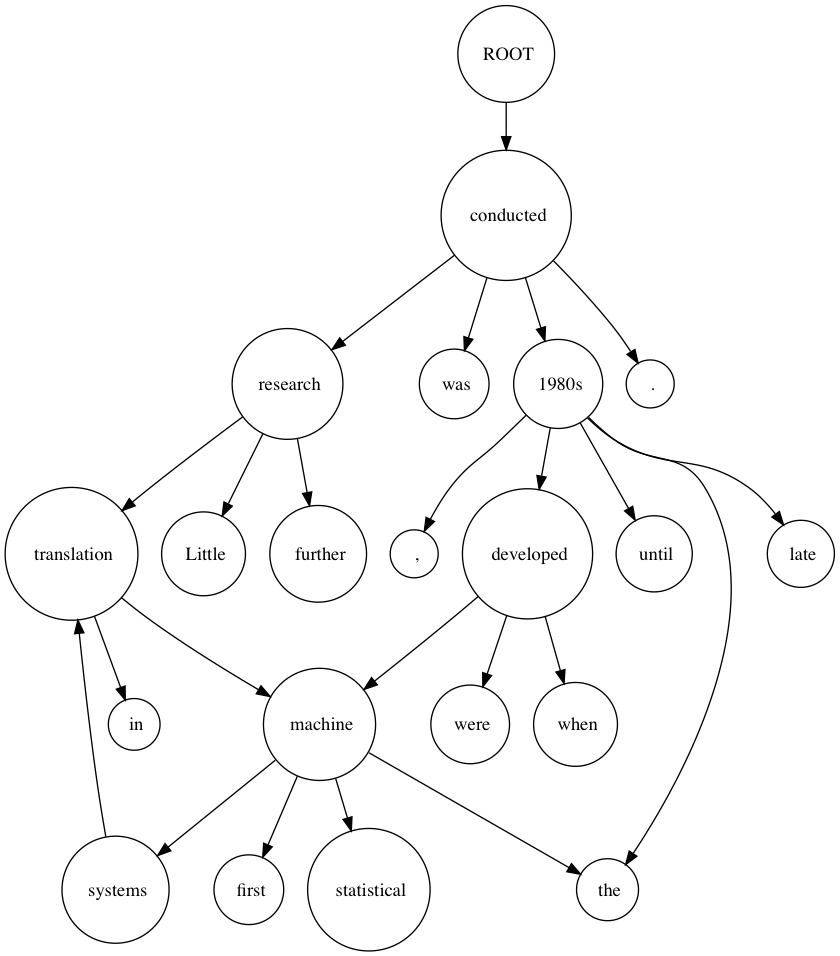 ROOT
conducted
research
was
1980s
.
translation
Little
further
,
developed
until
late
in
machine
were
when
systems
first
statistical
the